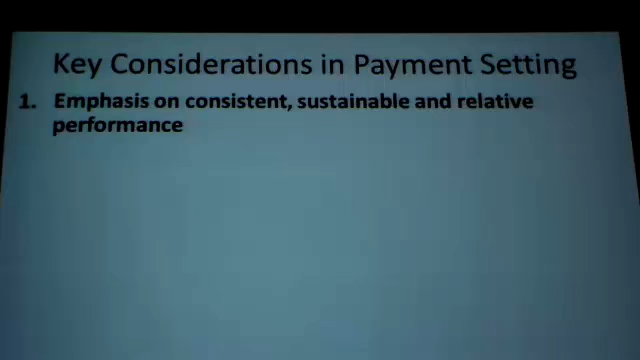 Key Considerations in Payment Setting
1. Emphasis on consistent, sustainable and relative
performance